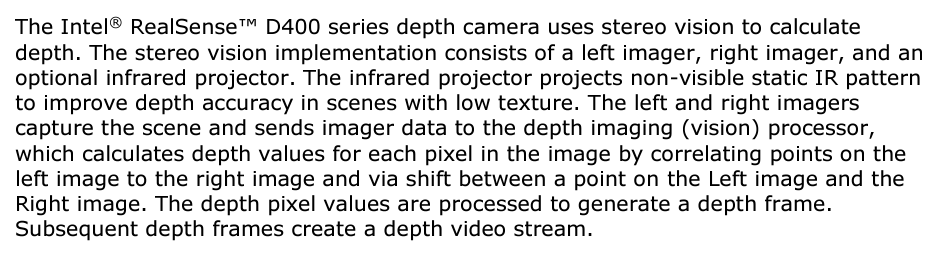 The Intel® RealSense™ D400 series depth camera uses stereo vision to calculate
depth. The stereo vision implementation consists of a left imager, right imager, and an
optional infrared projector. The infrared projector projects non-visible static IR pattern
to improve depth accuracy in scenes with low texture. The left and right imagers
capture the scene and sends imager data to the depth imaging (vision) processor,
which calculates depth values for each pixel in the image by correlating points on the
left image to the right image and via shift between a point on the Left image and the
Right image. The depth pixel values are processed to generate a depth frame.
Subsequent depth frames create a depth video stream.